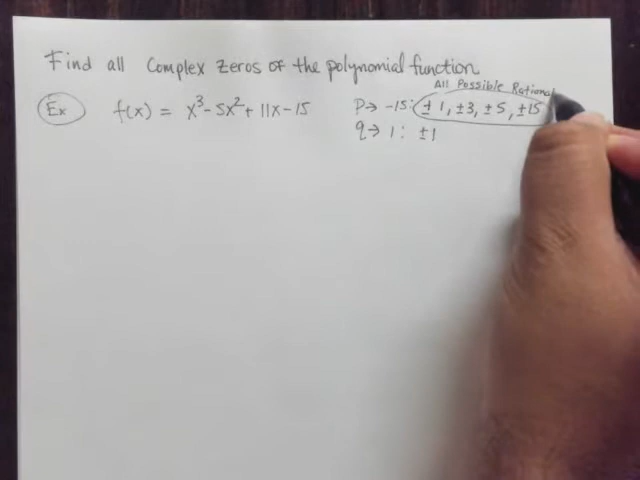 Find all Complex Zeros of the polynomial function
All Possible Rational
Ex f(x) = x³-5x²+11x-15 P→ -15: ±1, ±3, ±5, ±15
q→ 1: ±1